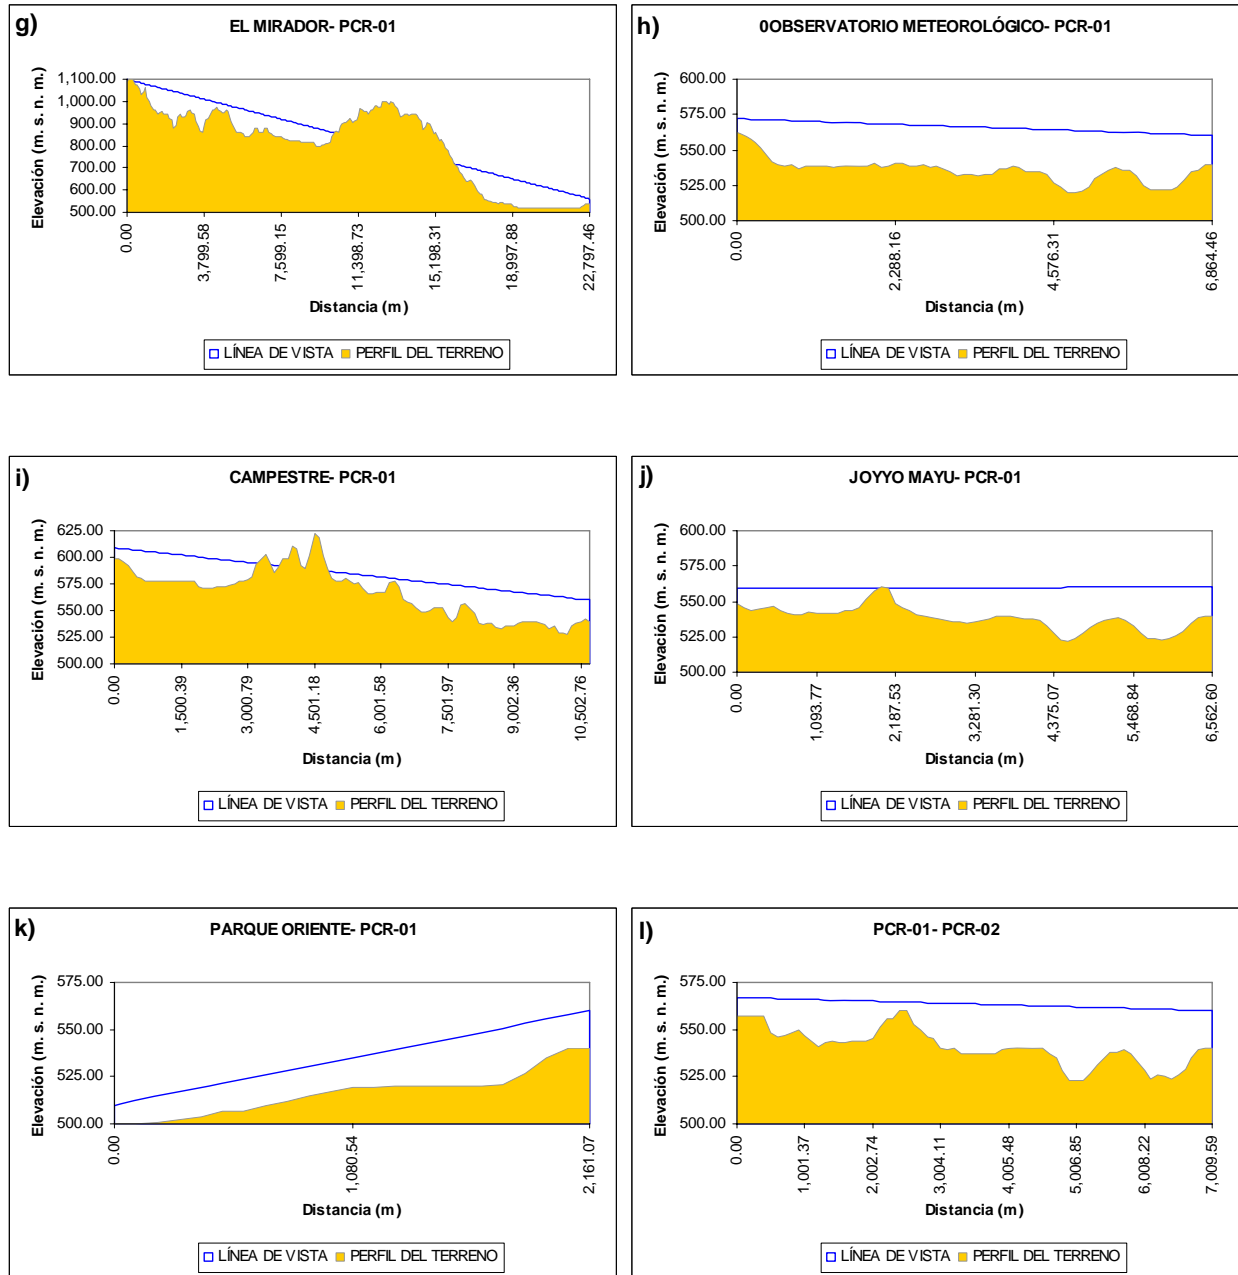 g)
EL MIRADOR- PCR-01
Elevación (m. s. n. m.)
1,100.00
1,000.00
900.00
800.00
700.00
600.00
500.00
0.00
3,799.58
7,599.15
11,398.73
15,198.31
18,997.88
22,797.46
Distancia (m)
LÍNEA DE VISTA
PERFIL DEL TERRENO
h)
0OBSERVATORIO METEOROLÓGICO- PCR-01
Elevación (m. s. n. m.)
600.00
575.00
550.00
525.00
500.00
0.00
2,288.16
4,576.31
6,864.46
Distancia (m)
LÍNEA DE VISTA
PERFIL DEL TERRENO
i)
CAMPESTRE- PCR-01
Elevación (m. s. n. m.)
625.00
600.00
575.00
550.00
525.00
500.00
0.00
1,500.39
3,000.79
4,501.18
6,001.58
7,501.97
9,002.36
10,502.76
Distancia (m)
LÍNEA DE VISTA
PERFIL DEL TERRENO
j)
JOYYO MAYU- PCR-01
Elevación (m. s. n. m.)
600.00
575.00
550.00
525.00
500.00
0.00
1,093.77
2,187.53
3,281.30
4,375.07
5,468.84
6,562.60
Distancia (m)
LÍNEA DE VISTA
PERFIL DEL TERRENO
k)
PARQUE ORIENTE- PCR-01
Elevación (m. s. n. m.)
575.00
550.00
525.00
500.00
0.00
1,080.54
2,161.07
Distancia (m)
LÍNEA DE VISTA
PERFIL DEL TERRENO
l)
PCR-01- PCR-02
Elevación (m. s. n. m.)
575.00
550.00
525.00
500.00
0.00
1,001.37
2,002.74
3,004.11
4,005.48
5,006.85
6,008.22
7,009.59
Distancia (m)
LÍNEA DE VISTA
PERFIL DEL TERRENO